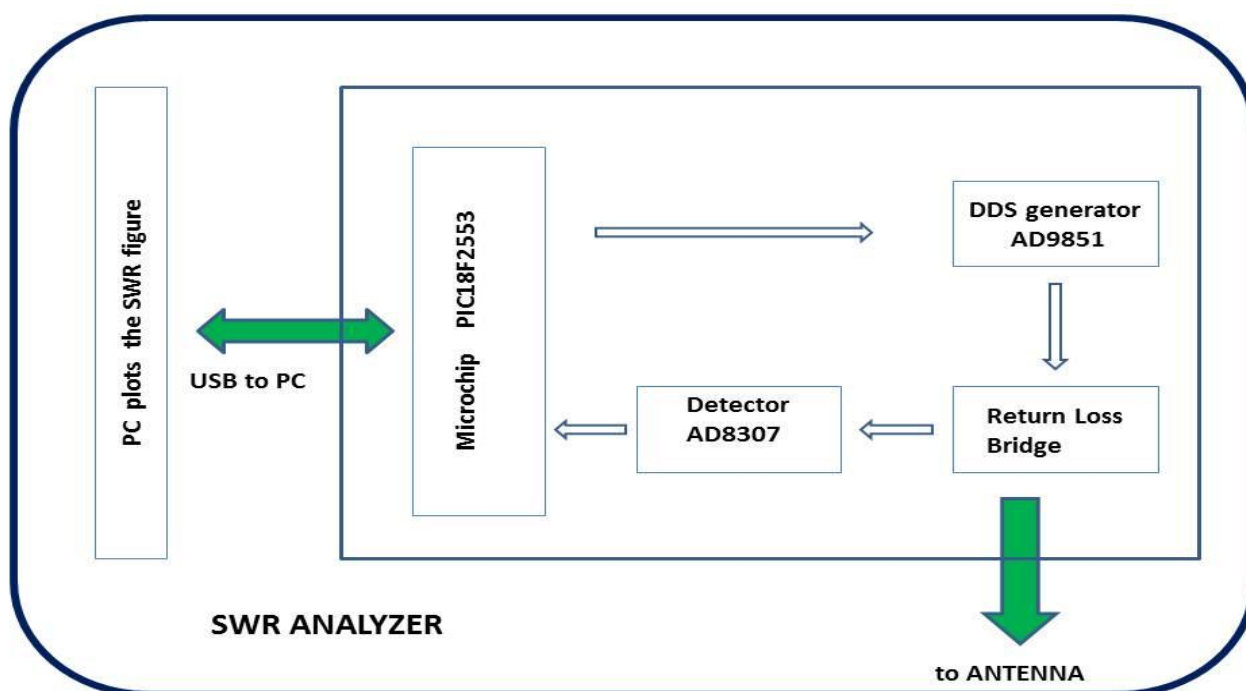 PC plots the SWR figure
USB to PC
Microchip PIC18F2553
DDS generator
AD9851
Detector
AD8307
Return Loss
Bridge
SWR ANALYZER
to ANTENNA